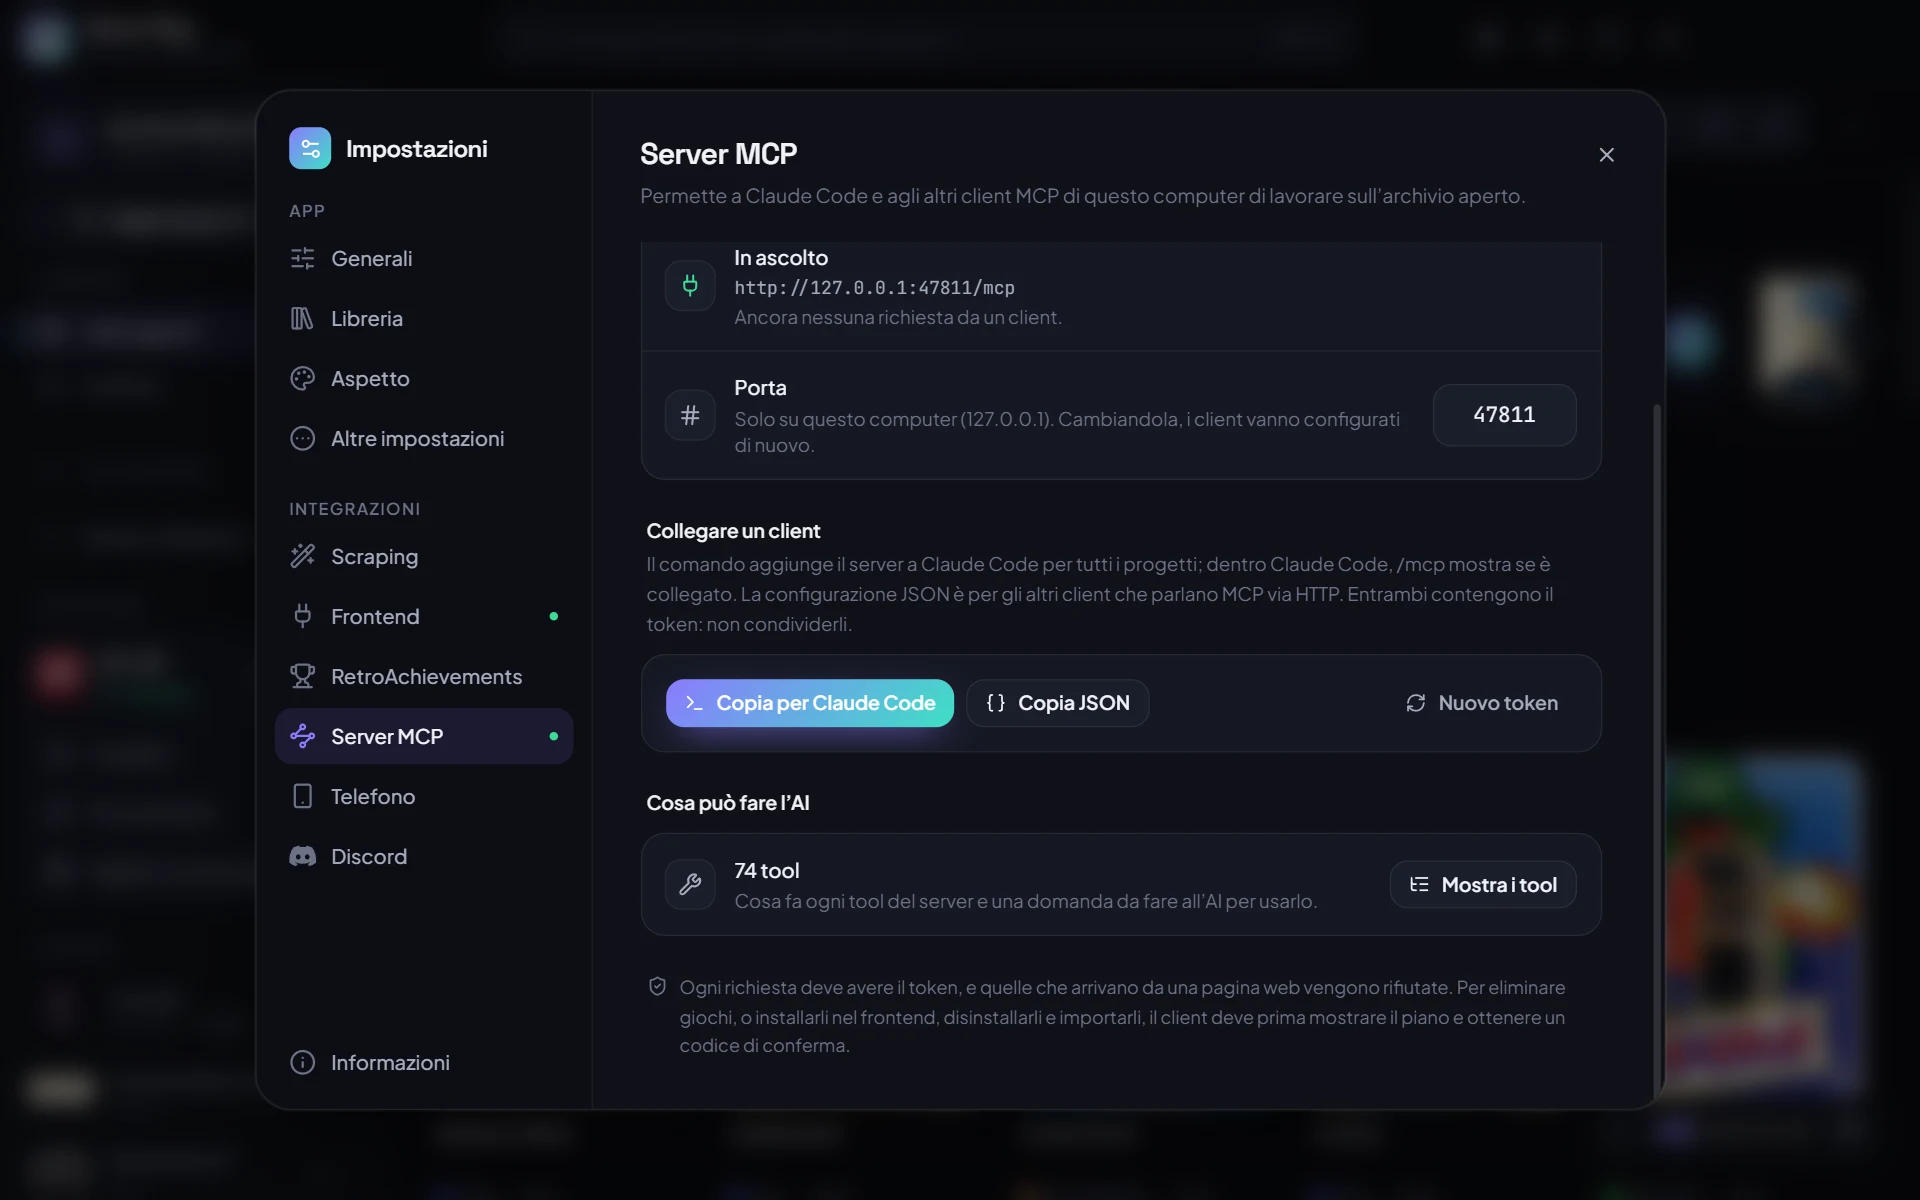 Impostazioni
APP
Generali
Libreria
Aspetto
Altre impostazioni
INTEGRAZIONI
Scraping
Frontend
RetroAchievements
Server MCP
Telefono
Discord
Informazioni
Server MCP
Permette a Claude Code e agli altri client MCP di questo computer di lavorare sull’archivio aperto.
In ascolto
http://127.0.0.1:47811/mcp
Ancora nessuna richiesta da un client.
Porta
Solo su questo computer (127.0.0.1). Cambiandola, i client vanno configurati
di nuovo.
47811
Collegare un client
Il comando aggiunge il server a Claude Code per tutti i progetti; dentro Claude Code, /mcp mostra se è
collegato. La configurazione JSON è per gli altri client che parlano MCP via HTTP. Entrambi contengono il
token: non condividerli.
Copia per Claude Code
Copia JSON
Nuovo token
Cosa può fare l’AI
74 tool
Cosa fa ogni tool del server e una domanda da fare all’AI per usarlo.
Mostra i tool
Ogni richiesta deve avere il token, e quelle che arrivano da una pagina web vengono rifiutate. Per eliminare
giochi, o installarli nel frontend, disinstallarli e importarli, il client deve prima mostrare il piano e ottenere un
codice di conferma.